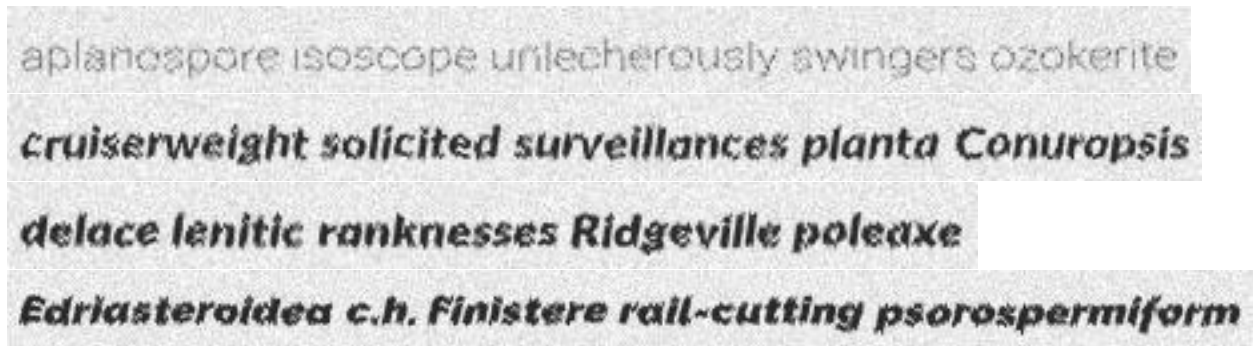 aplanospore isoscope unlecherously swingers ozokerite
cruiserweight solicited surveillances planta Conuropsis
delace lenitic ranknesses Ridgeville poleaxe
Edriasteroidea c.h. Finistere rail-cutting psorospermiform